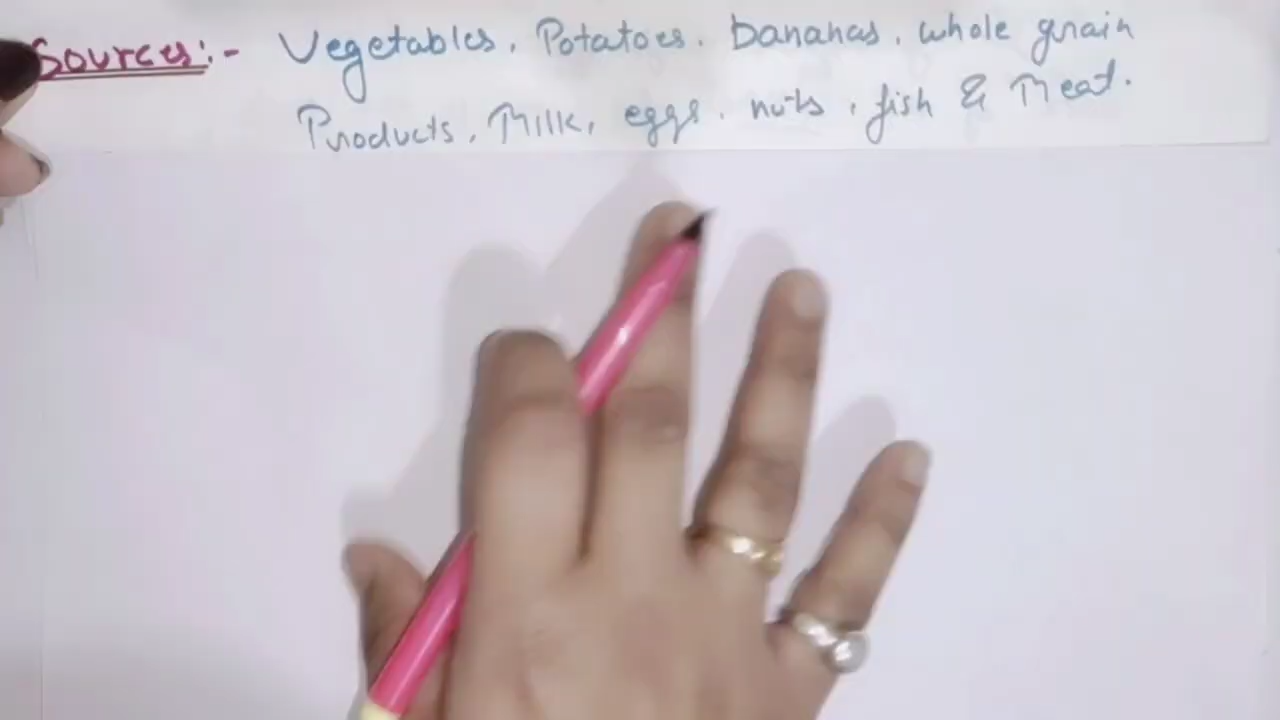 Sources:- Vegetables, Potatoes, bananas, whole grain
Products, Milk, eggs, nuts, fish & Meat.